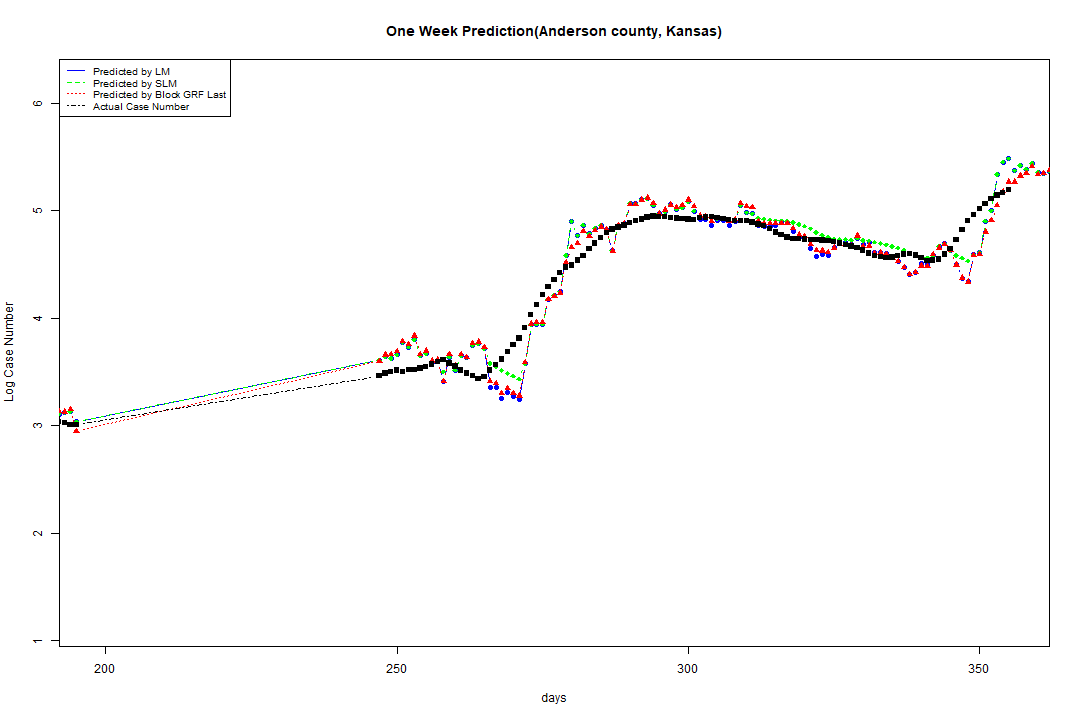 One Week Prediction(Anderson county, Kansas)
Predicted by LM
Predicted by SLM
Predicted by Block GRF Last
Actual Case Number
Log Case Number
6
5
4
3
2
1
200 250 300 350
days